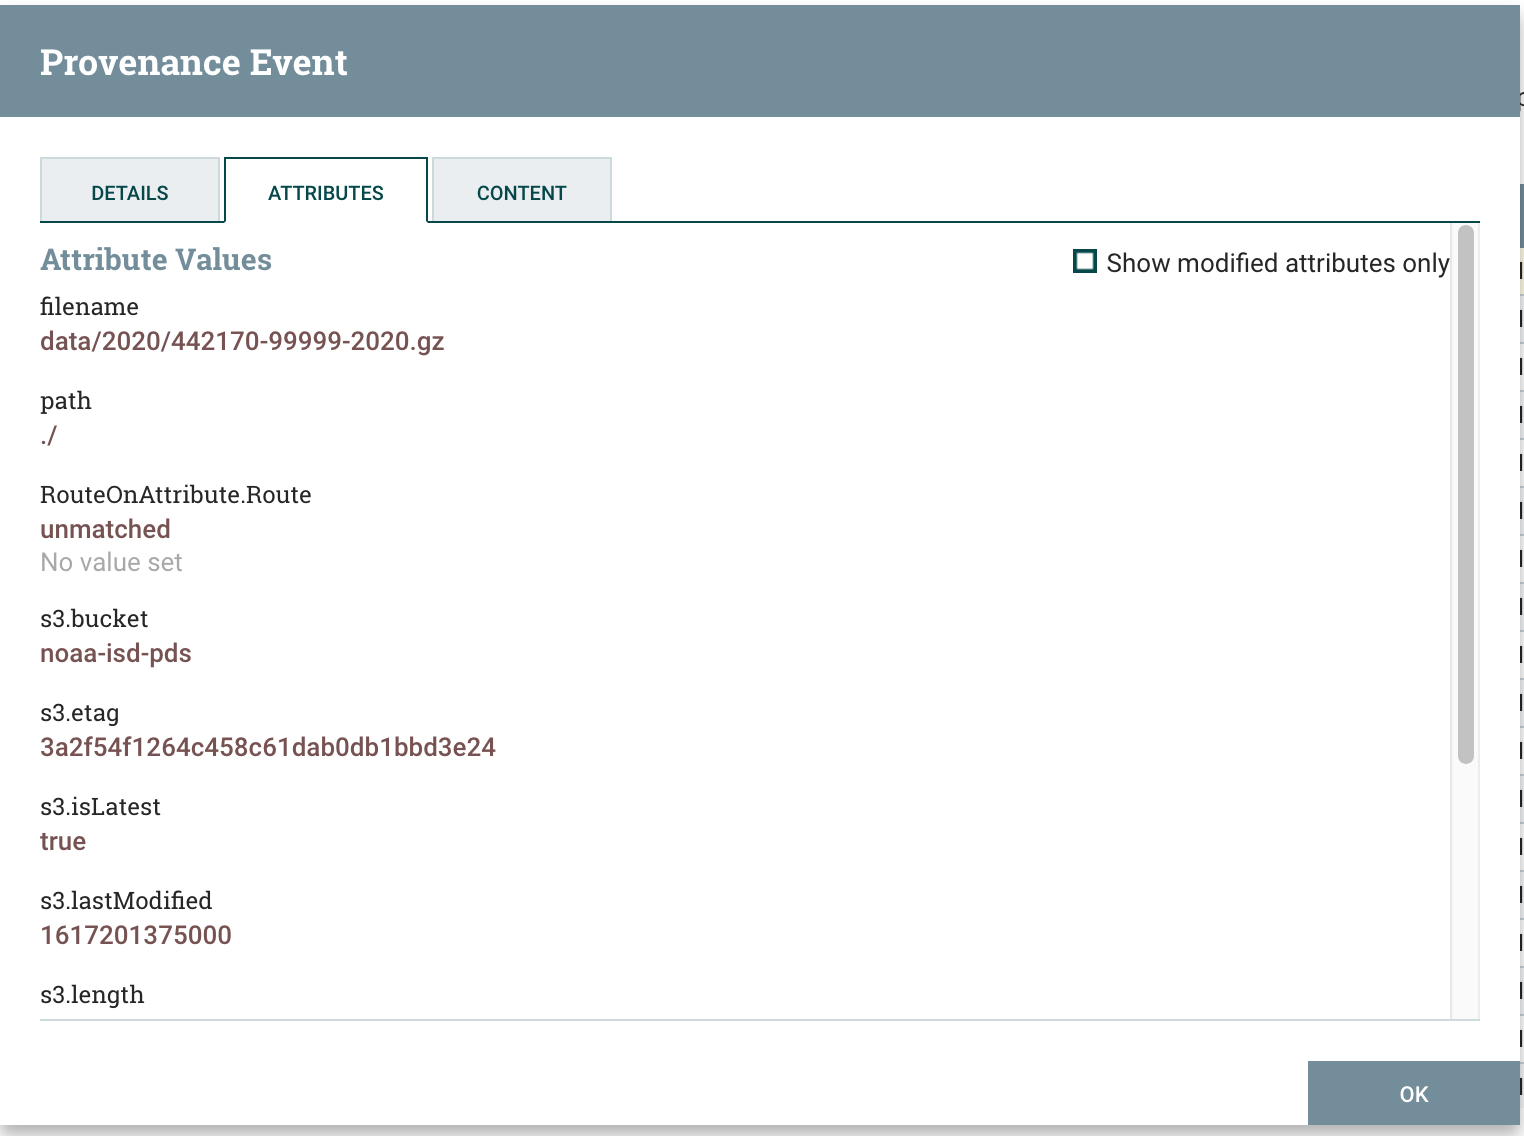 Provenance Event
DETAILS
ATTRIBUTES
CONTENT
Attribute Values
Show modified attributes only
filename
data/2020/442170-99999-2020.gz
path
./
RouteOnAttribute.Route
unmatched
No value set
s3.bucket
noaa-isd-pds
s3.etag
3a2f54f1264c458c61dab0db1bbd3e24
s3.isLatest
true
s3.lastModified
1617201375000
s3.length
OK